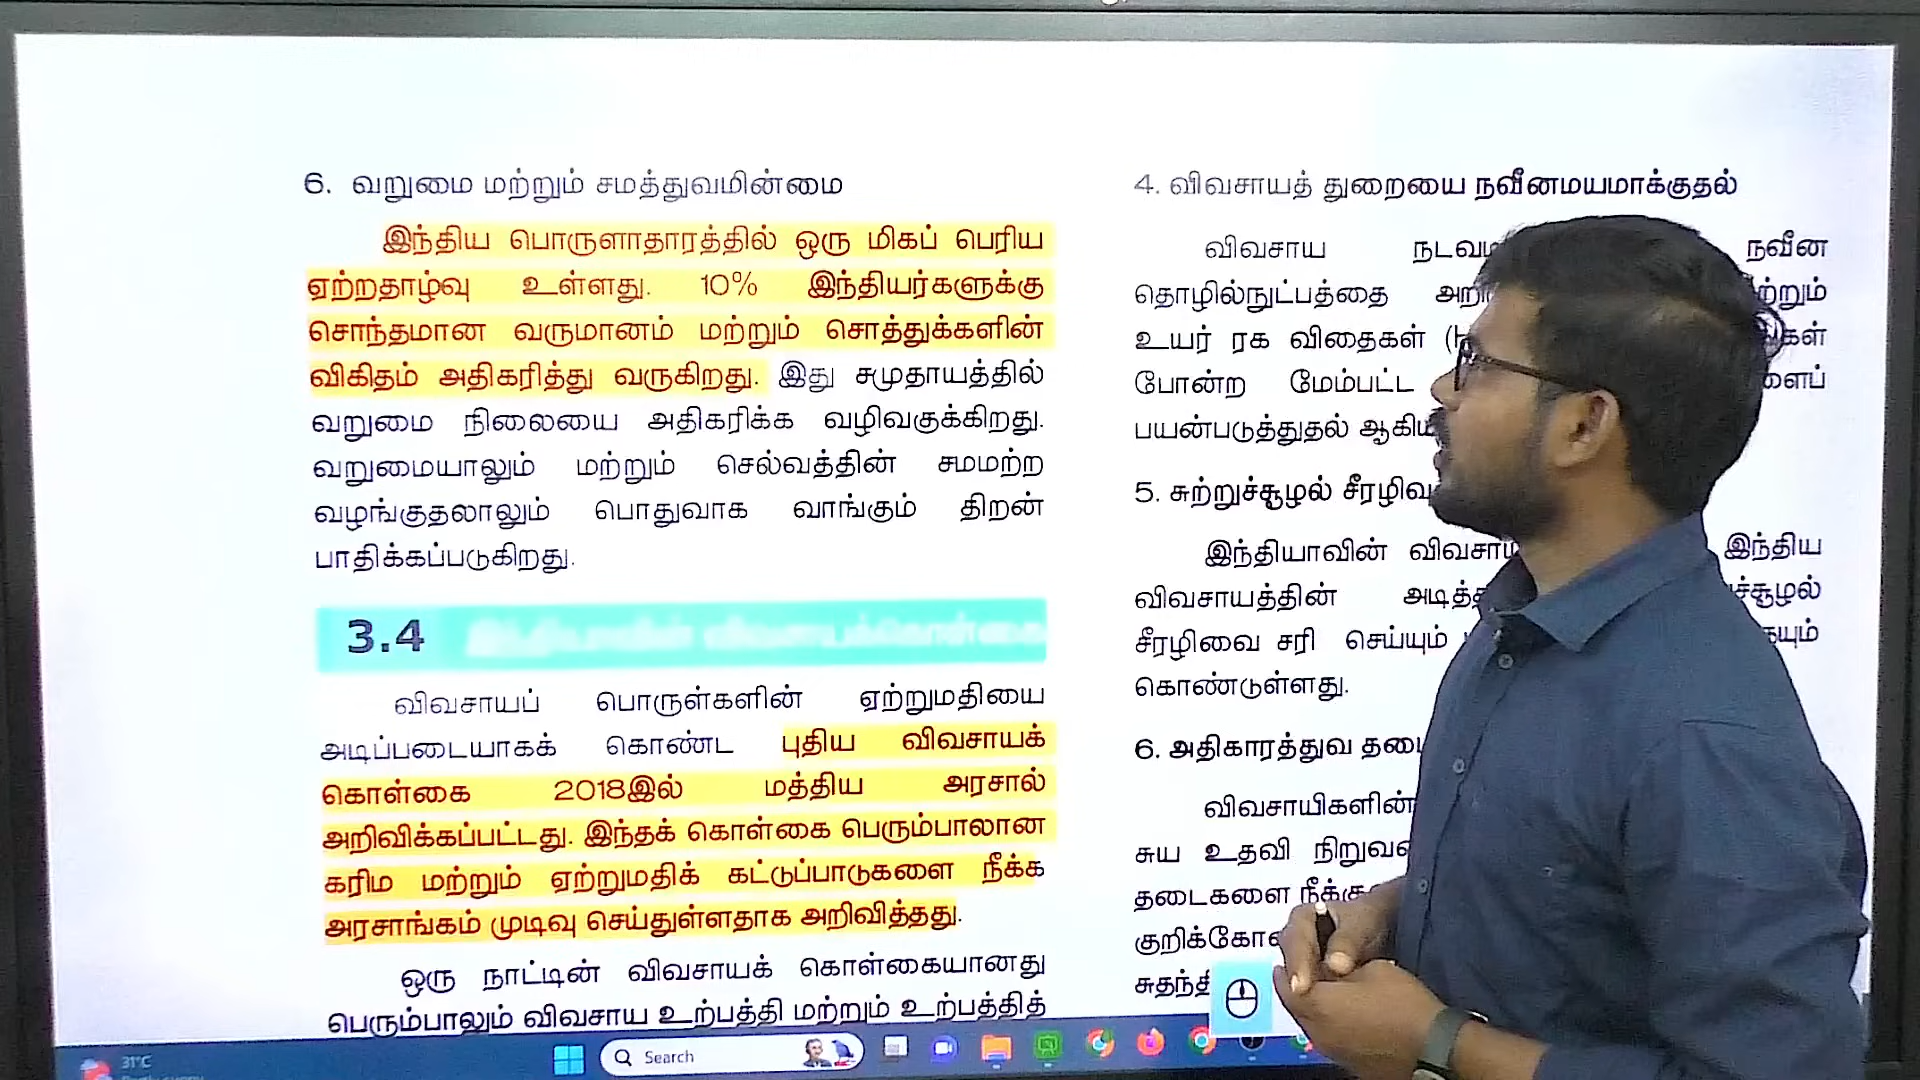 6. வறுமை மற்றும் சமத்துவமின்மை
இந்திய பொருளாதாரத்தில் ஒரு மிகப் பெரிய
ஏற்றதாழ்வு உள்ளது. 10% இந்தியர்களுக்கு
சொந்தமான வருமானம் மற்றும் சொத்துக்களின்
விகிதம் அதிகரித்து வருகிறது. இது சமுதாயத்தில்
வறுமை நிலையை அதிகரிக்க வழிவகுக்கிறது.
வறுமையாலும் மற்றும் செல்வத்தின் சமமற்ற
வழங்குதலாலும் பொதுவாக வாங்கும் திறன்
பாதிக்கப்படுகிறது.
3.4 இந்தியாவின் விவசாயக்கொள்கை
விவசாயப் பொருள்களின் ஏற்றுமதியை
அடிப்படையாகக் கொண்ட புதிய விவசாயக்
கொள்கை 2018இல் மத்திய அரசால்
அறிவிக்கப்பட்டது. இந்தக் கொள்கை பெரும்பாலான
கரிம மற்றும் ஏற்றுமதிக் கட்டுப்பாடுகளை நீக்க
அரசாங்கம் முடிவு செய்துள்ளதாக அறிவித்தது.
ஒரு நாட்டின் விவசாயக் கொள்கையானது
பெரும்பாலும் விவசாய உற்பத்தி மற்றும் உற்பத்தித்
4. விவசாயத் துறையை நவீனமயமாக்குதல்
விவசாய நவீன
தொழில்நுட்பத்தை
உயர் ரக விதைகள்
போன்ற மேம்பட்ட
பயன்படுத்துதல்
5. சுற்றுச்சூழல்
இந்தியாவின் இந்திய
விவசாயத்தின்
சீரழிவை சரி செய்யும்
கொண்டுள்ளது.
6. அதிகாரத்துவ
விவசாயிகளின்
சுய உதவி
தடைகளை
31°C
Search